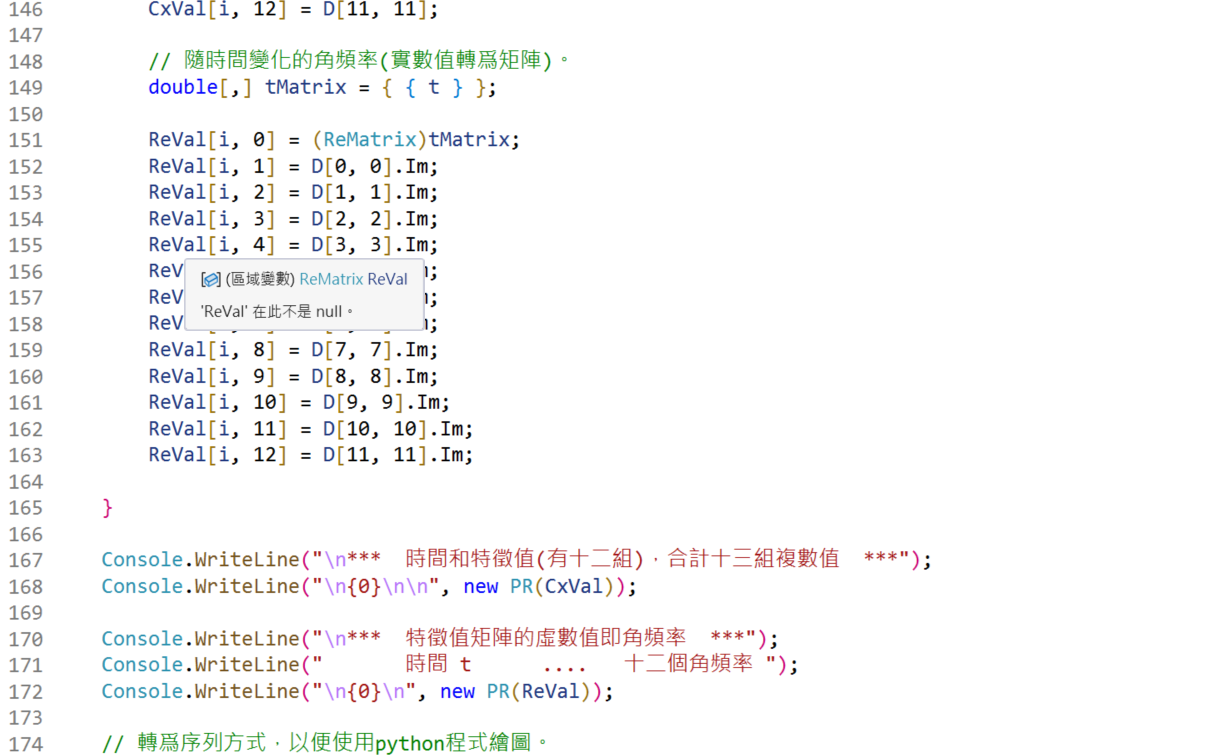 146 CxVal[i, 12] = D[11, 11];
147
148 // 隨時間變化的角頻率(實數值轉爲矩陣)。
149 double[,] tMatrix = { { t } };
150
151 ReVal[i, 0] = (ReMatrix)tMatrix;
152 ReVal[i, 1] = D[0, 0].Im;
153 ReVal[i, 2] = D[1, 1].Im;
154 ReVal[i, 3] = D[2, 2].Im;
155 ReVal[i, 4] = D[3, 3].Im;
156 ReV
(區域變數) ReMatrix ReVal
157 ReV
'ReVal' 在此不是 null。
158 ReV
159 ReVal[i, 8] = D[7, 7].Im;
160 ReVal[i, 9] = D[8, 8].Im;
161 ReVal[i, 10] = D[9, 9].Im;
162 ReVal[i, 11] = D[10, 10].Im;
163 ReVal[i, 12] = D[11, 11].Im;
164
165 }
166
167 Console.WriteLine("\n*** 時間和特徵值(有十二組)，合計十三組複數值 ***");
168 Console.WriteLine("\n{0}\n\n", new PR(CxVal));
169
170 Console.WriteLine("\n*** 特徵值矩陣的虛數值即角頻率 ***");
171 Console.WriteLine(" 時間 t .... 十二個角頻率 ");
172 Console.WriteLine("\n{0}\n", new PR(ReVal));
173
174 // 轉爲序列方式，以便使用python程式繪圖。